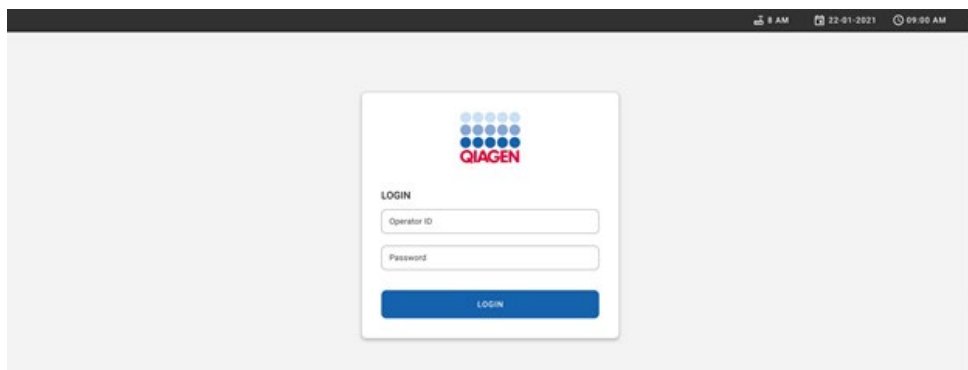 8 AM 22-01-2021 09:00 AM
QIAGEN
LOGIN
Operator ID
Password
LOGIN